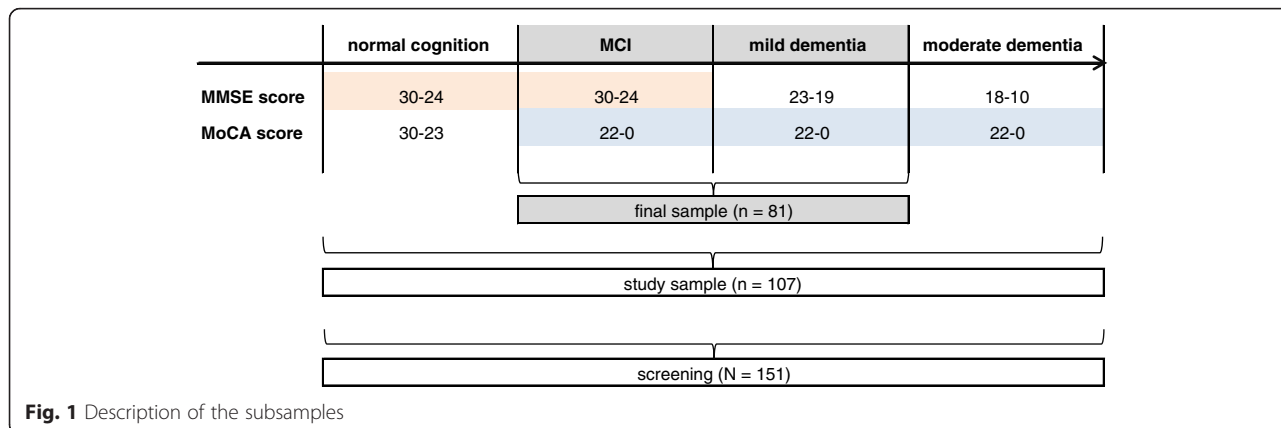 normal cognition MCI mild dementia moderate dementia
MMSE score 30-24 30-24 23-19 18-10
MoCA score 30-23 22-0 22-0 22-0
final sample (n = 81)
study sample (n = 107)
screening (N = 151)
Fig. 1 Description of the subsamples